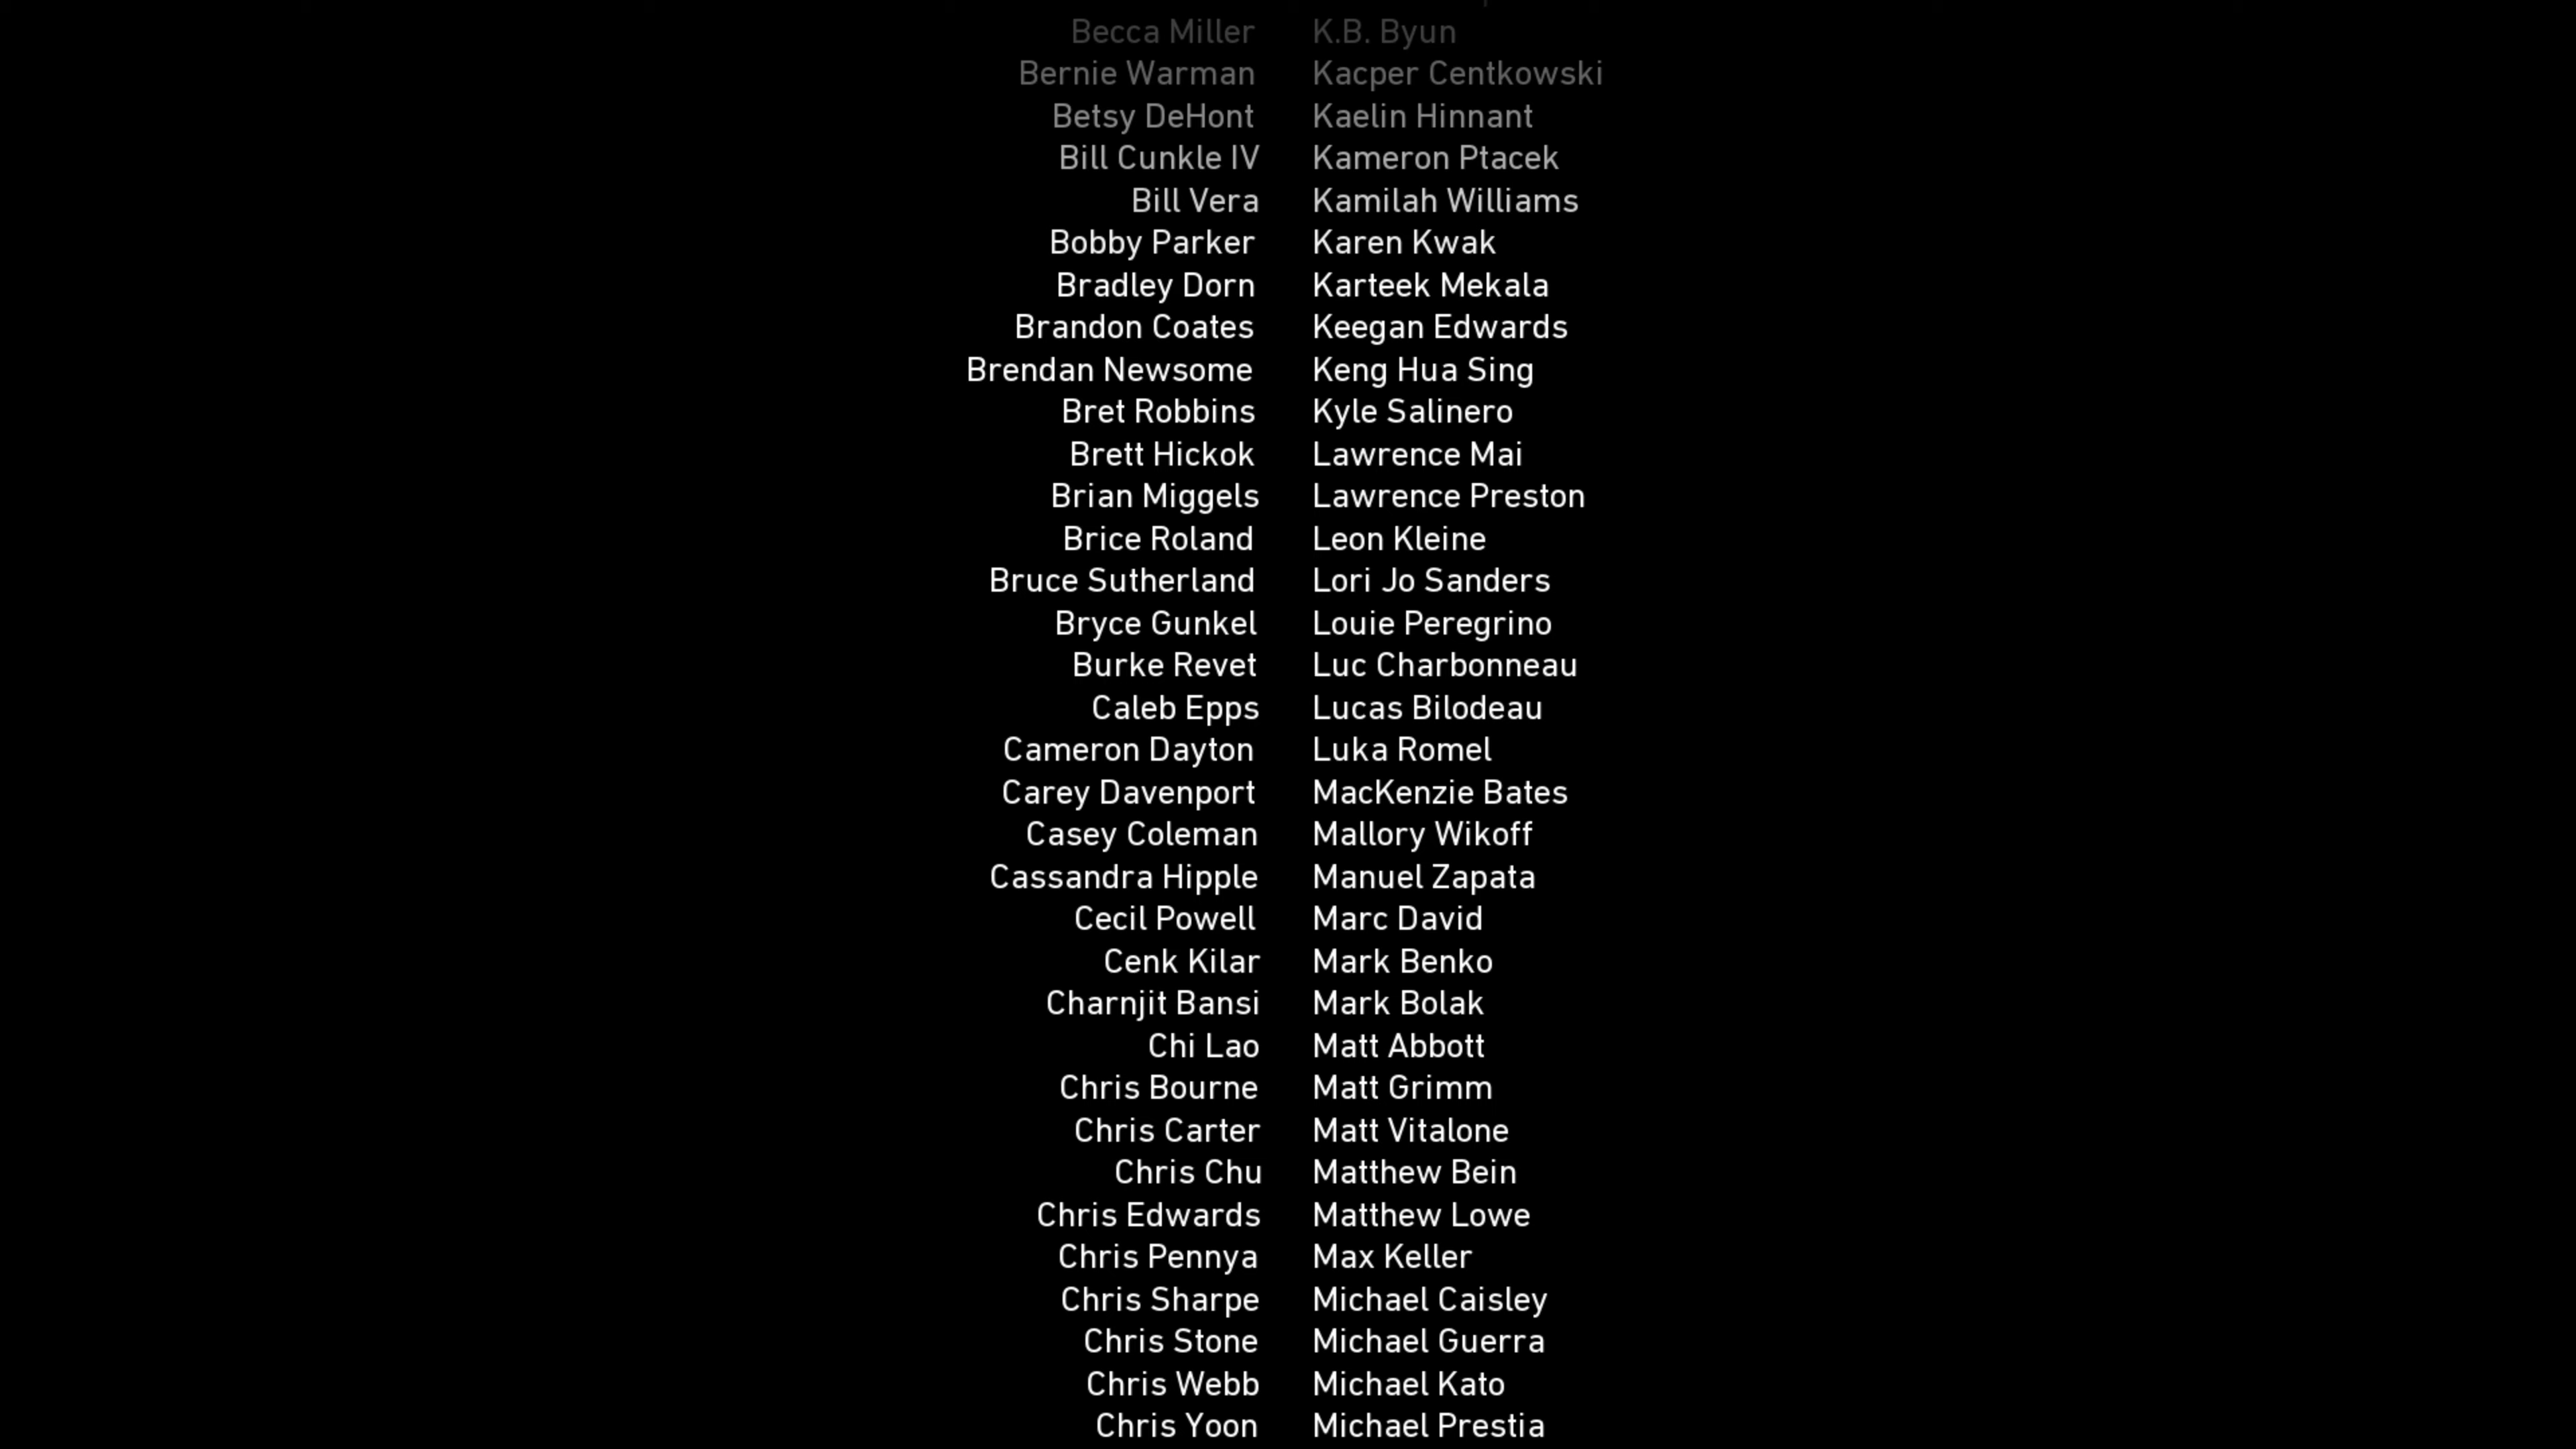 Becca Miller K.B. Byun
Bernie Warman Kacper Centkowski
Betsy DeHont Kaelin Hinnant
Bill Cunkle IV Kameron Ptacek
Bill Vera Kamilah Williams
Bobby Parker Karen Kwak
Bradley Dorn Karteek Mekala
Brandon Coates Keegan Edwards
Brendan Newsome Keng Hua Sing
Bret Robbins Kyle Salinero
Brett Hickok Lawrence Mai
Brian Miggels Lawrence Preston
Brice Roland Leon Kleine
Bruce Sutherland Lori Jo Sanders
Bryce Gunkel Louie Peregrino
Burke Revet Luc Charbonneau
Caleb Epps Lucas Bilodeau
Cameron Dayton Luka Romel
Carey Davenport MacKenzie Bates
Casey Coleman Mallory Wikoff
Cassandra Hipple Manuel Zapata
Cecil Powell Marc David
Cenk Kilar Mark Benko
Charnjit Bansi Mark Bolak
Chi Lao Matt Abbott
Chris Bourne Matt Grimm
Chris Carter Matt Vitalone
Chris Chu Matthew Bein
Chris Edwards Matthew Lowe
Chris Pennya Max Keller
Chris Sharpe Michael Caisley
Chris Stone Michael Guerra
Chris Webb Michael Kato
Chris Yoon Michael Prestia